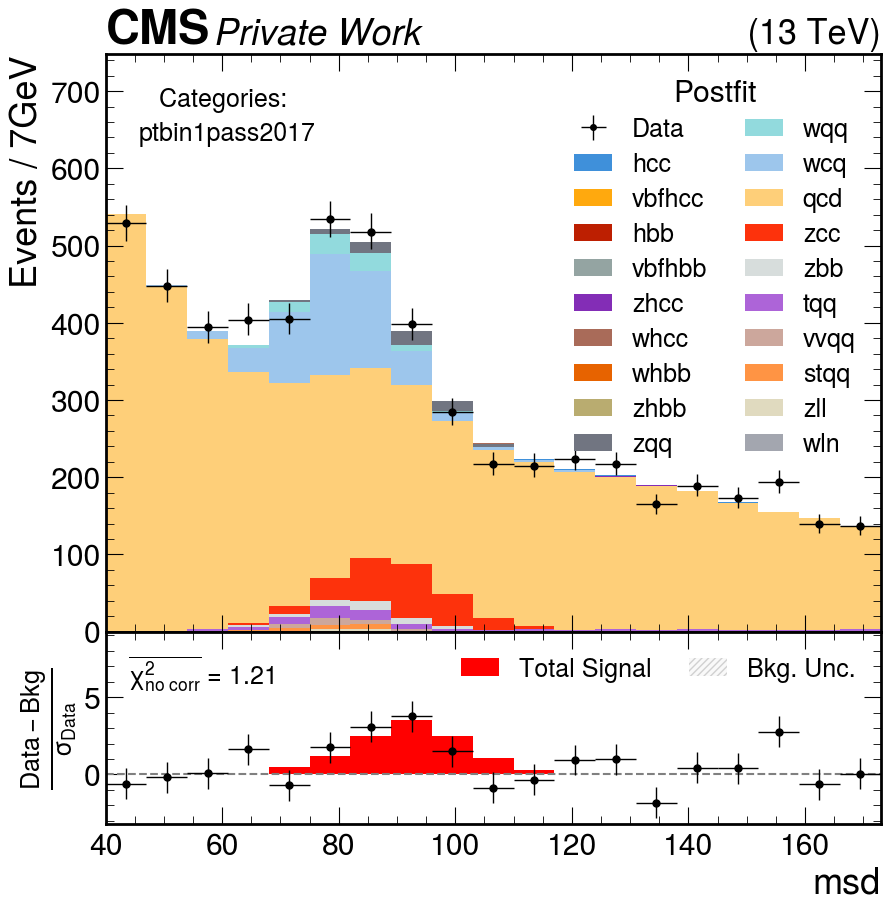 CMS Private Work (13 TeV)
Events / 7GeV
700
600
500
400
300
200
100
0
Categories:
ptbin1pass2017
Postfit
Data
hcc
vbfhcc
hbb
vbfhbb
zhcc
whcc
whbb
zhbb
zqq
wqq
wcq
qcd
zcc
zbb
tqq
vvqq
stqq
zll
wln
Data – Bkg
σData
5
0
χ²no corr = 1.21
Total Signal
Bkg. Unc.
40 60 80 100 120 140 160
msd